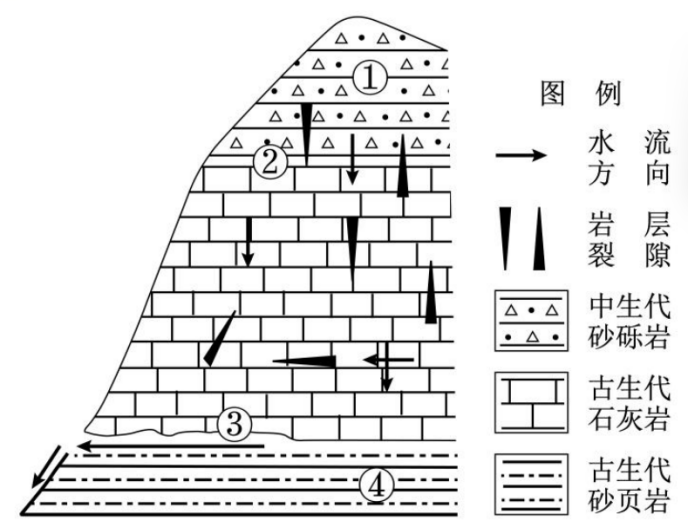 ①
②
③
④
图 例
水 流
方 向
岩 层
裂 隙
中生代
砂砾岩
古生代
石灰岩
古生代
砂页岩